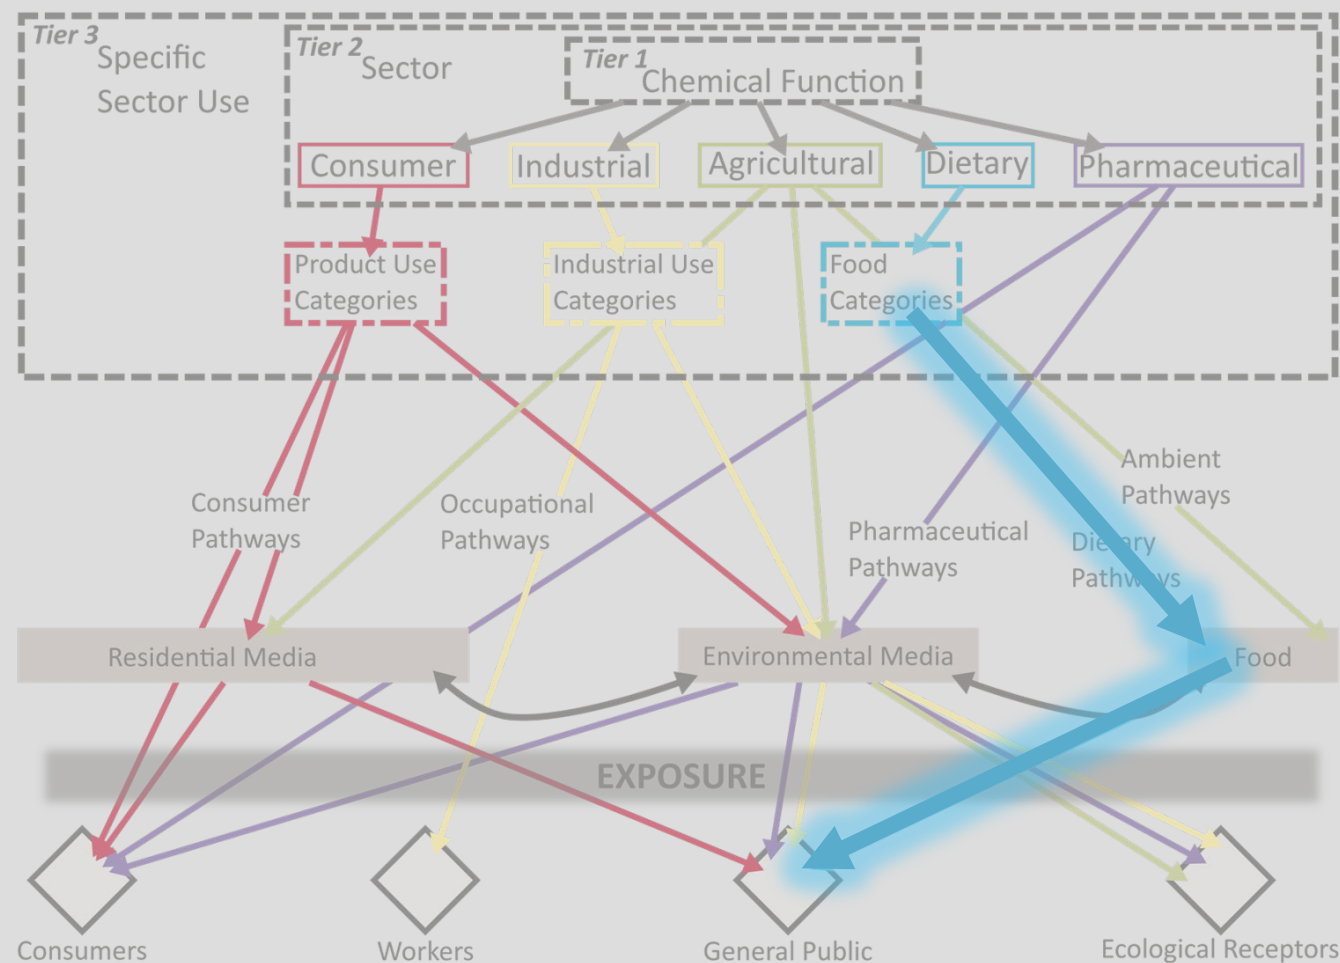 Tier 3
Specific
Sector Use
Tier 2
Sector
Tier 1
Chemical Function
Consumer
Industrial
Agricultural
Dietary
Pharmaceutical
Product Use
Categories
Industrial Use
Categories
Food
Categories
Consumer
Pathways
Occupational
Pathways
Pharmaceutical
Pathways
Dietary
Pathways
Ambient
Pathways
Residential Media
Environmental Media
Food
EXPOSURE
Consumers
Workers
General Public
Ecological Receptors